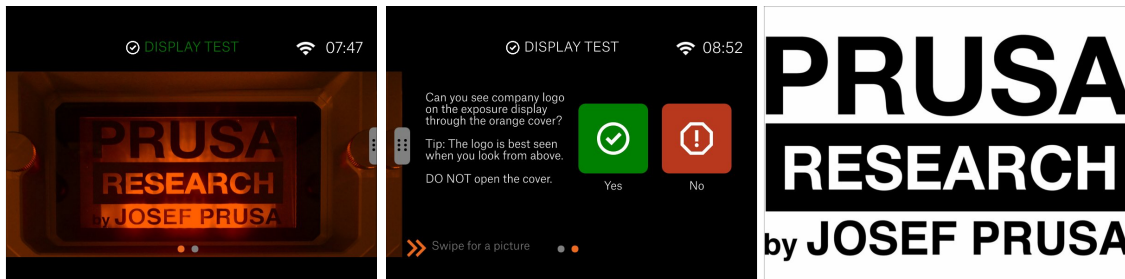 DISPLAY TEST
07:47
PRUSA
RESEARCH
by JOSEF PRUSA
DISPLAY TEST
08:52
Can you see company logo
on the exposure display
through the orange cover?
Tip: The logo is best seen
when you look from above.
DO NOT open the cover.
Yes
No
Swipe for a picture
PRUSA
RESEARCH
by JOSEF PRUSA